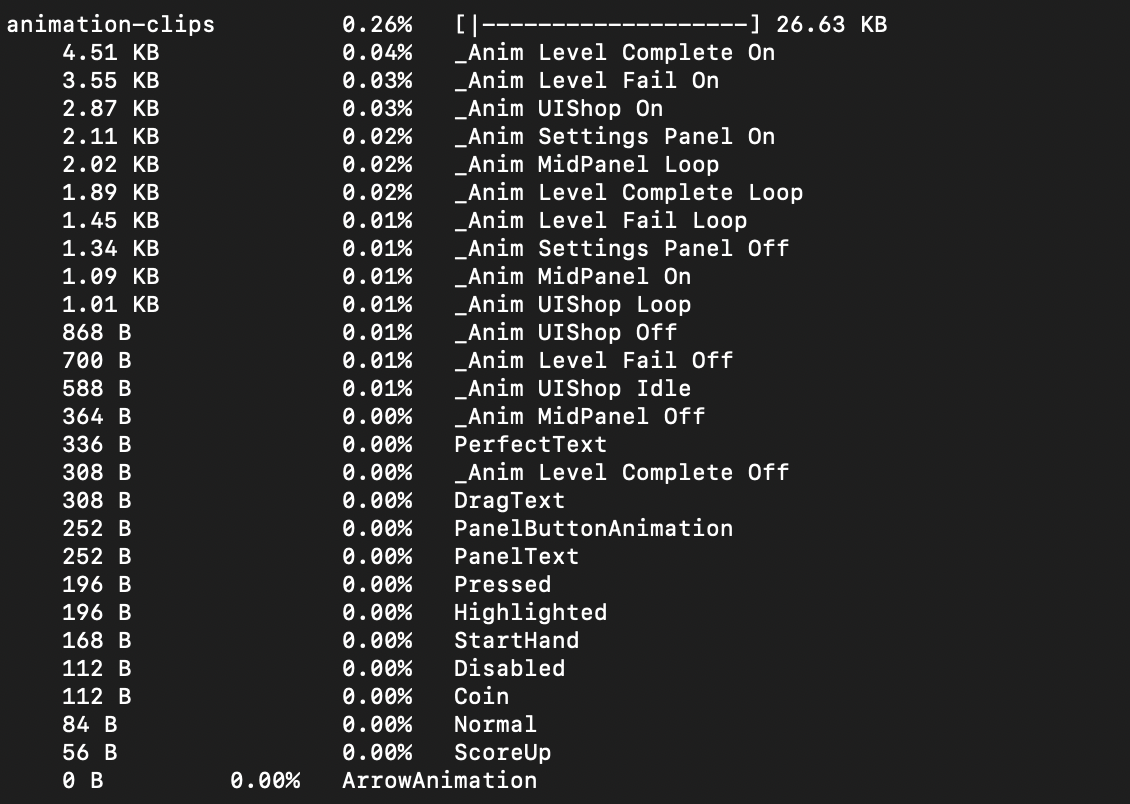 animation-clips 0.26% [|-------------------] 26.63 KB
4.51 KB 0.04% _Anim Level Complete On
3.55 KB 0.03% _Anim Level Fail On
2.87 KB 0.03% _Anim UIShop On
2.11 KB 0.02% _Anim Settings Panel On
2.02 KB 0.02% _Anim MidPanel Loop
1.89 KB 0.02% _Anim Level Complete Loop
1.45 KB 0.01% _Anim Level Fail Loop
1.34 KB 0.01% _Anim Settings Panel Off
1.09 KB 0.01% _Anim MidPanel On
1.01 KB 0.01% _Anim UIShop Loop
868 B 0.01% _Anim UIShop Off
700 B 0.01% _Anim Level Fail Off
588 B 0.01% _Anim UIShop Idle
364 B 0.00% _Anim MidPanel Off
336 B 0.00% PerfectText
308 B 0.00% _Anim Level Complete Off
308 B 0.00% DragText
252 B 0.00% PanelButtonAnimation
252 B 0.00% PanelText
196 B 0.00% Pressed
196 B 0.00% Highlighted
168 B 0.00% StartHand
112 B 0.00% Disabled
112 B 0.00% Coin
84 B 0.00% Normal
56 B 0.00% ScoreUp
0 B 0.00% ArrowAnimation